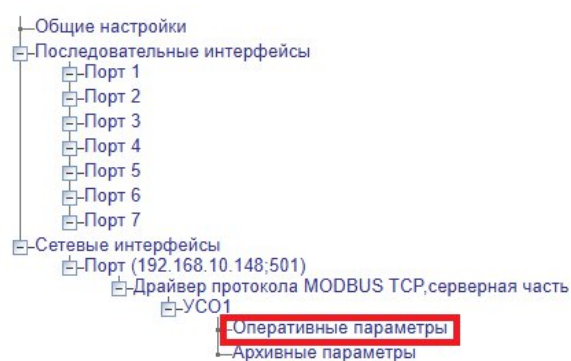 Общие настройки
Последовательные интерфейсы
Порт 1
Порт 2
Порт 3
Порт 4
Порт 5
Порт 6
Порт 7
Сетевые интерфейсы
Порт (192.168.10.148;501)
Драйвер протокола MODBUS TCP,серверная часть
УСО1
Оперативные параметры
Архивные параметры